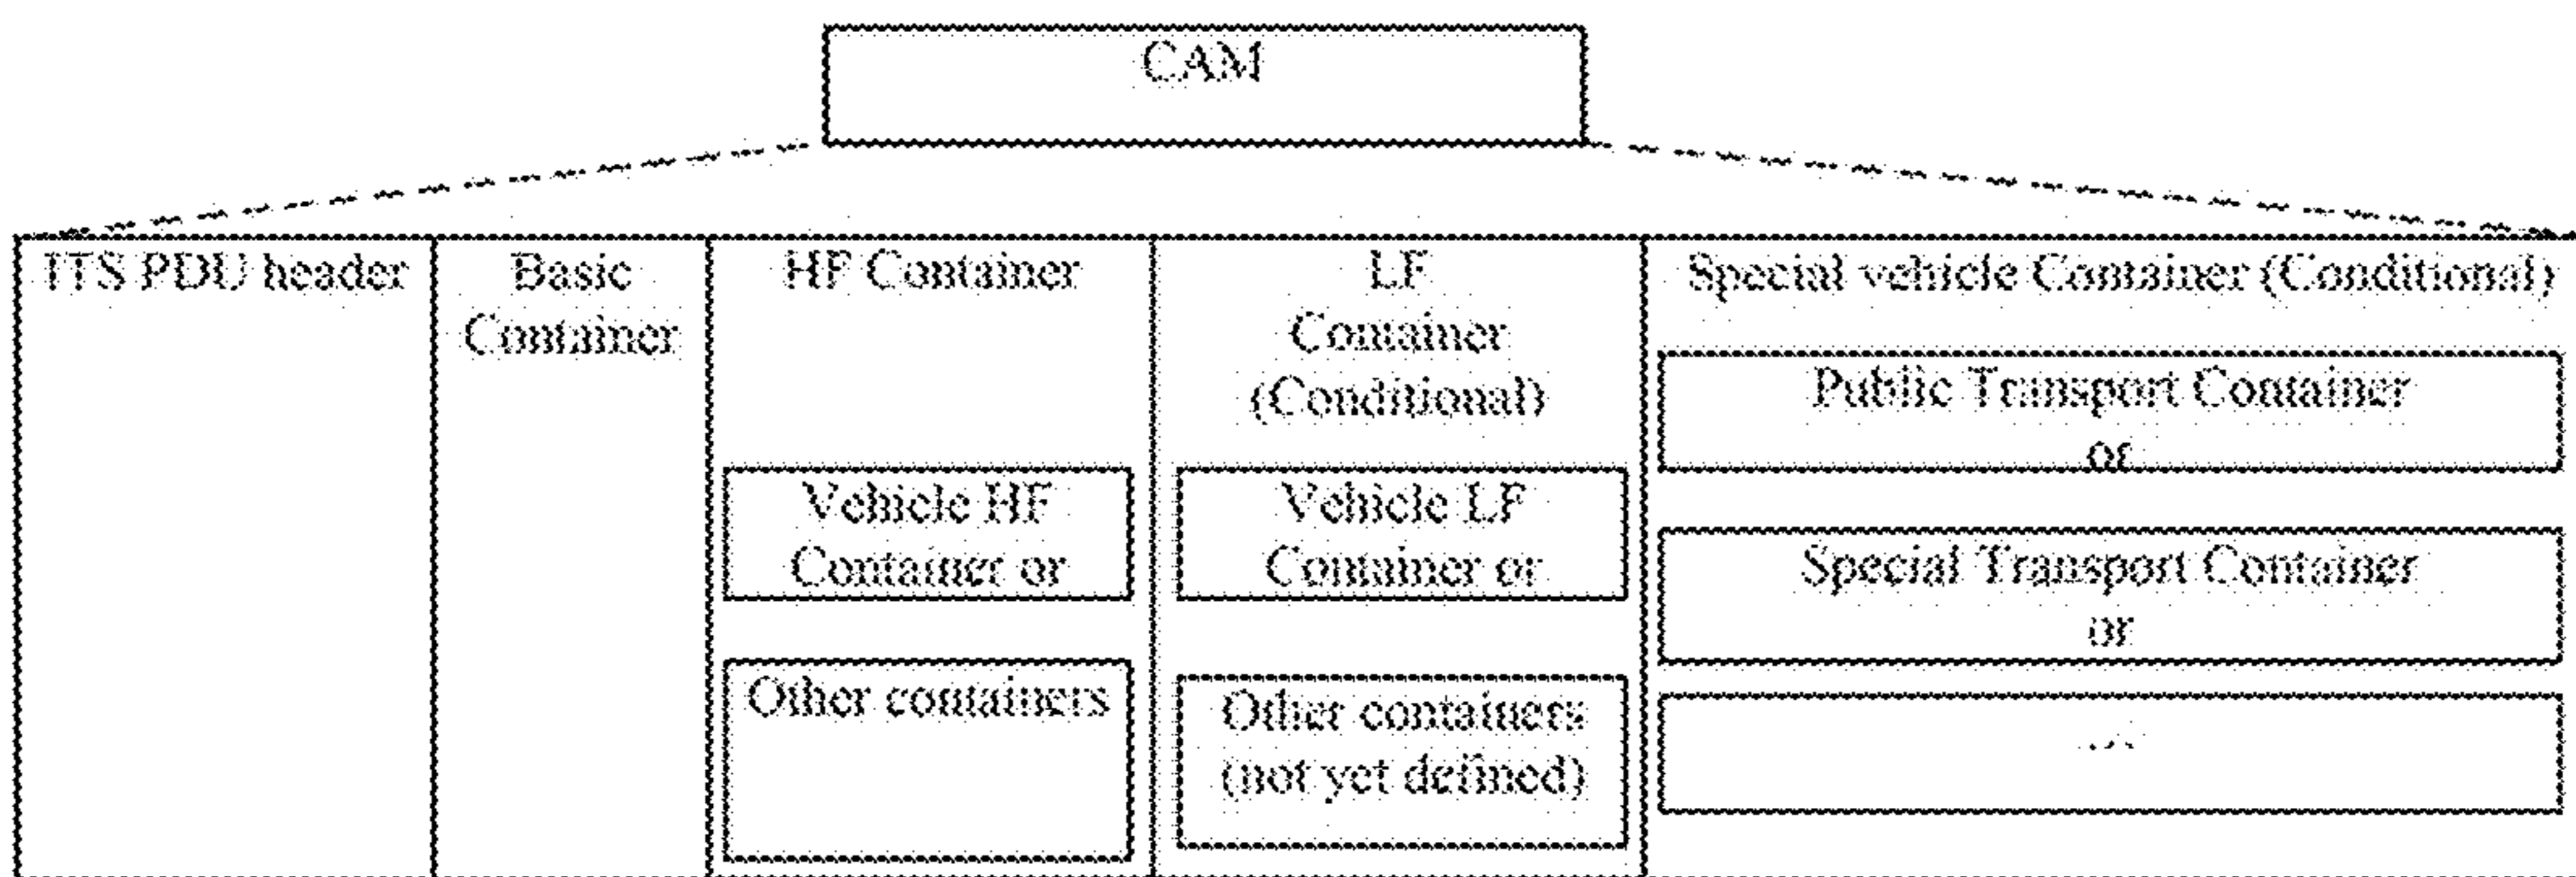 CAM
ITS PDU header
Basic
Container
HF Container
Vehicle HF
Container or
Other containers
LF
Container
(Conditional)
Vehicle LF
Container or
Other containers
(not yet defined)
Special vehicle Container (Conditional)
Public Transport Container
or
Special Transport Container
or
...